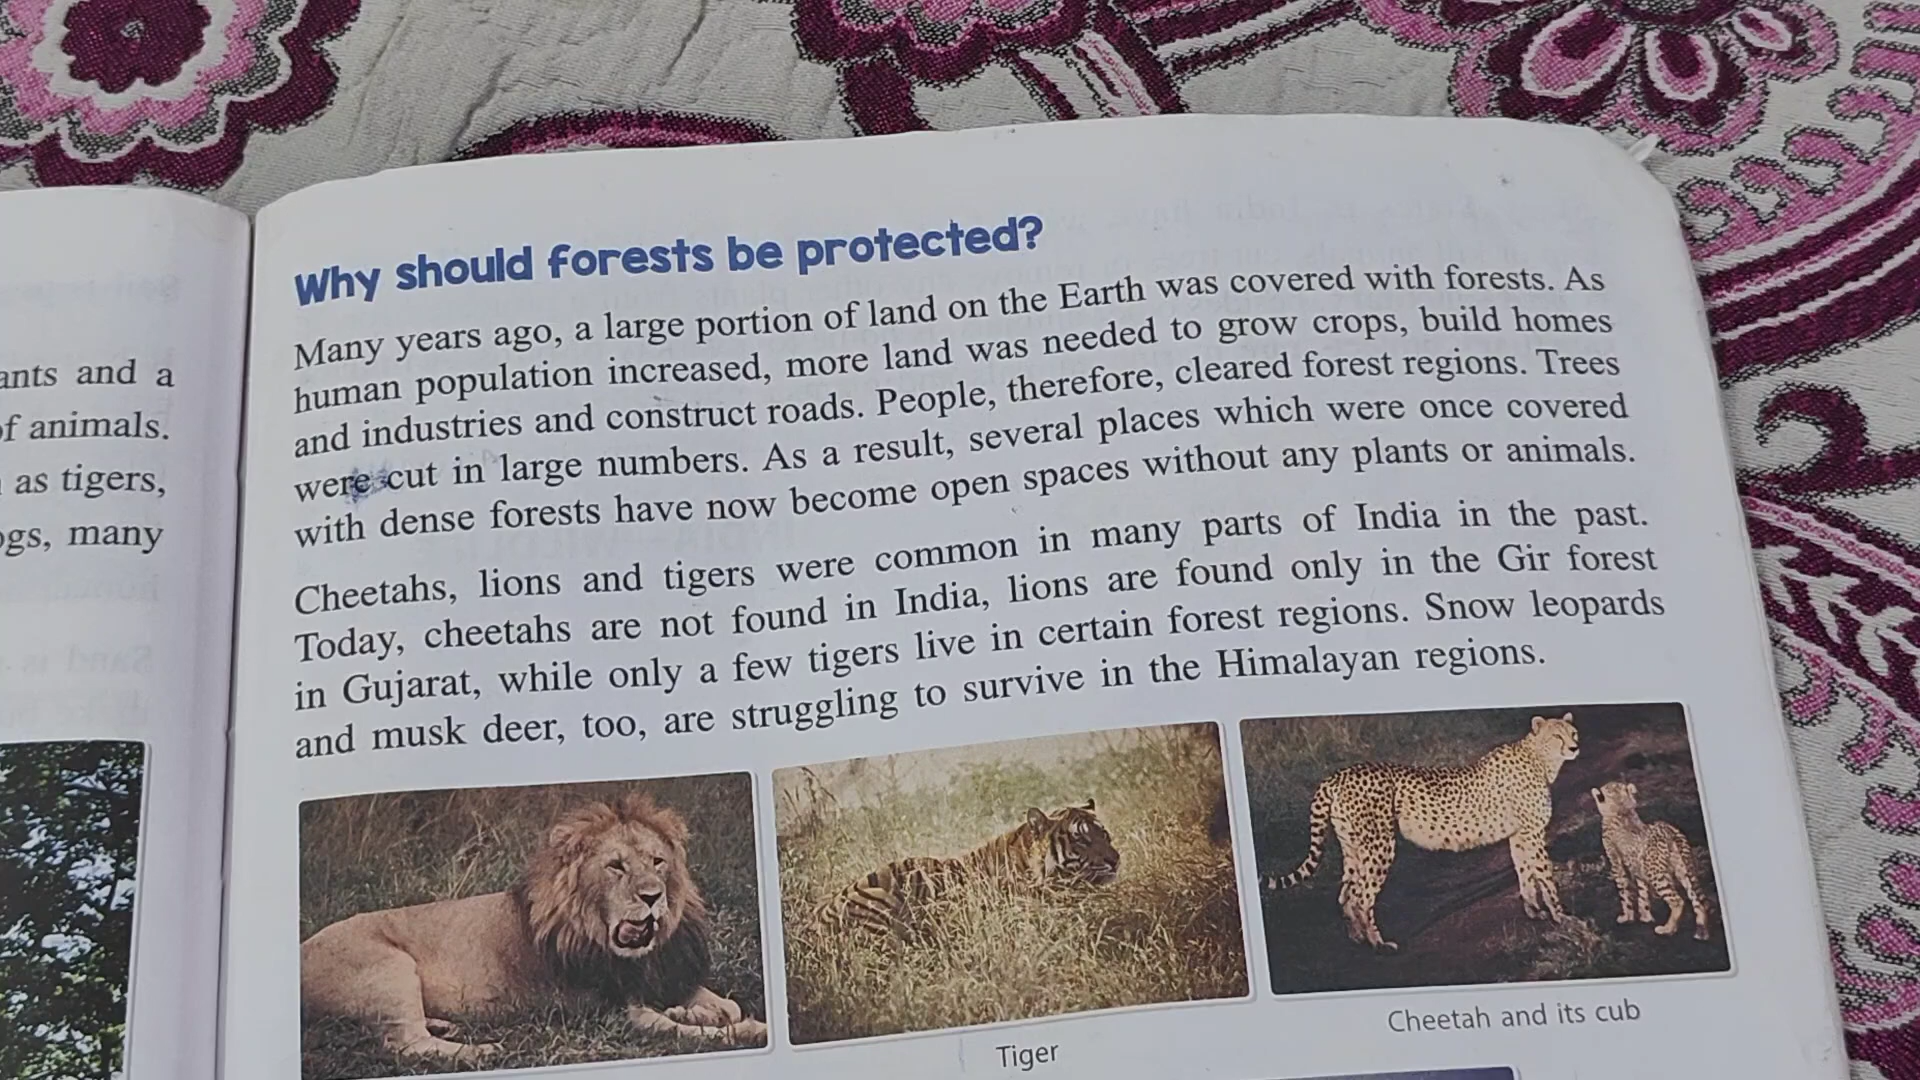 ants and a
of animals.
as tigers,
ogs, many
Why should forests be protected?
Many years ago, a large portion of land on the Earth was covered with forests. As
human population increased, more land was needed to grow crops, build homes
and industries and construct roads. People, therefore, cleared forest regions. Trees
were cut in large numbers. As a result, several places which were once covered
with dense forests have now become open spaces without any plants or animals.
Cheetahs, lions and tigers were common in many parts of India in the past.
Today, cheetahs are not found in India, lions are found only in the Gir forest
in Gujarat, while only a few tigers live in certain forest regions. Snow leopards
and musk deer, too, are struggling to survive in the Himalayan regions.
Tiger
Cheetah and its cub